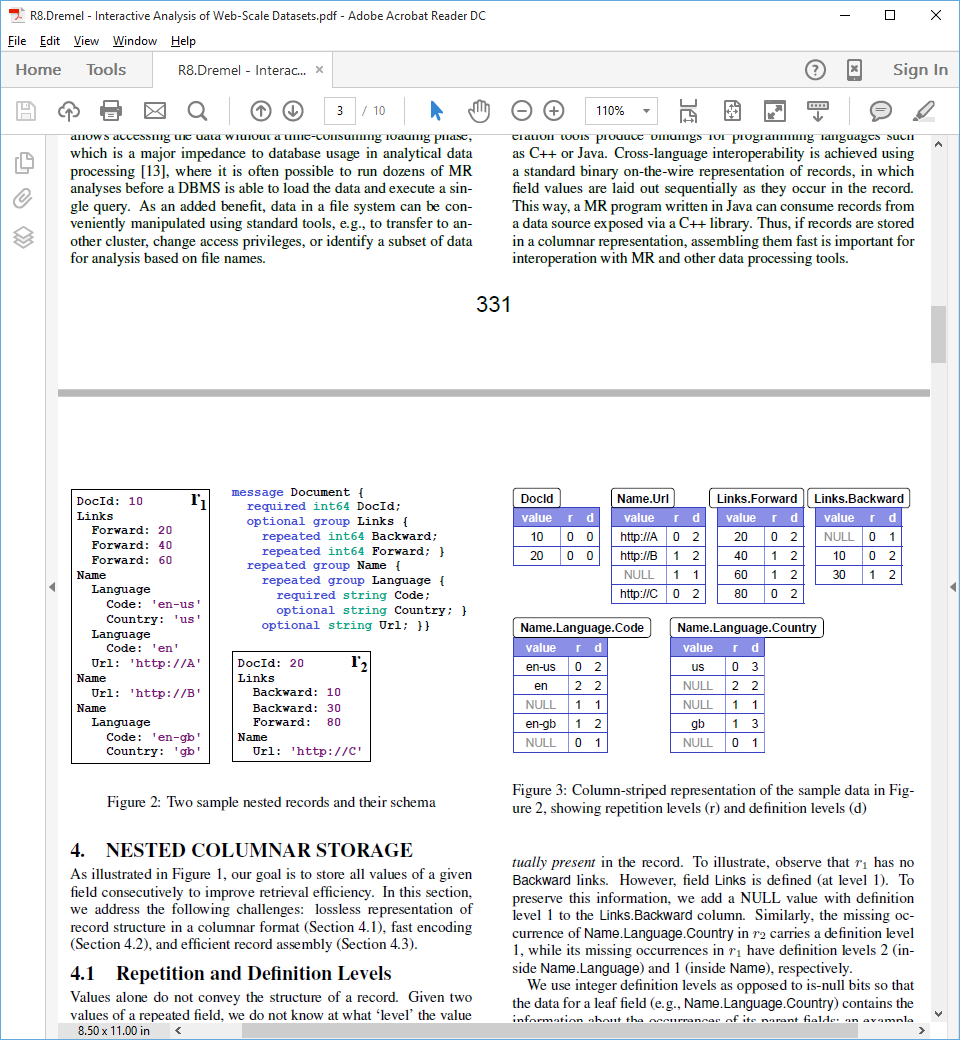 R8.Dremel - Interactive Analysis of Web-Scale Datasets.pdf - Adobe Acrobat Reader DC
File Edit View Window Help
Home Tools R8.Dremel - Interac... × Sign In
3 / 10 110%
allows accessing the data without a time-consuming loading phase,
which is a major impedance to database usage in analytical data
processing [13], where it is often possible to run dozens of MR
analyses before a DBMS is able to load the data and execute a sin-
gle query. As an added benefit, data in a file system can be con-
veniently manipulated using standard tools, e.g., to transfer to an-
other cluster, change access privileges, or identify a subset of data
for analysis based on file names.
eration tools produce bindings for programming languages such
as C++ or Java. Cross-language interoperability is achieved using
a standard binary on-the-wire representation of records, in which
field values are laid out sequentially as they occur in the record.
This way, a MR program written in Java can consume records from
a data source exposed via a C++ library. Thus, if records are stored
in a columnar representation, assembling them fast is important for
interoperation with MR and other data processing tools.
331
DocId: 10 r1
Links
Forward: 20
Forward: 40
Forward: 60
Name
Language
Code: 'en-us'
Country: 'us'
Language
Code: 'en'
Url: 'http://A'
Name
Url: 'http://B'
Name
Language
Code: 'en-gb'
Country: 'gb'
message Document {
required int64 DocId;
optional group Links {
repeated int64 Backward;
repeated int64 Forward; }
repeated group Name {
repeated group Language {
required string Code;
optional string Country; }
optional string Url; }}
DocId: 20 r2
Links
Backward: 10
Backward: 30
Forward: 80
Name
Url: 'http://C'
Figure 2: Two sample nested records and their schema
DocId
value r d
10 0 0
20 0 0
Name.Url
value r d
http://A 0 2
http://B 1 2
NULL 1 1
http://C 0 2
Links.Forward
value r d
20 0 2
40 1 2
60 1 2
80 0 2
Links.Backward
value r d
NULL 0 1
10 0 2
30 1 2
Name.Language.Code
value r d
en-us 0 2
en 2 2
NULL 1 1
en-gb 1 2
NULL 0 1
Name.Language.Country
value r d
us 0 3
NULL 2 2
NULL 1 1
gb 1 3
NULL 0 1
Figure 3: Column-striped representation of the sample data in Fig-
ure 2, showing repetition levels (r) and definition levels (d)
4. NESTED COLUMNAR STORAGE
As illustrated in Figure 1, our goal is to store all values of a given
field consecutively to improve retrieval efficiency. In this section,
we address the following challenges: lossless representation of
record structure in a columnar format (Section 4.1), fast encoding
(Section 4.2), and efficient record assembly (Section 4.3).
4.1 Repetition and Definition Levels
Values alone do not convey the structure of a record. Given two
values of a repeated field, we do not know at what ‘level’ the value
tually present in the record. To illustrate, observe that r1 has no
Backward links. However, field Links is defined (at level 1). To
preserve this information, we add a NULL value with definition
level 1 to the Links.Backward column. Similarly, the missing oc-
currence of Name.Language.Country in r2 carries a definition level
1, while its missing occurrences in r1 have definition levels 2 (in-
side Name.Language) and 1 (inside Name), respectively.
We use integer definition levels as opposed to is-null bits so that
the data for a leaf field (e.g., Name.Language.Country) contains the
information about the occurrences of its parent fields; an example
8.50 x 11.00 in